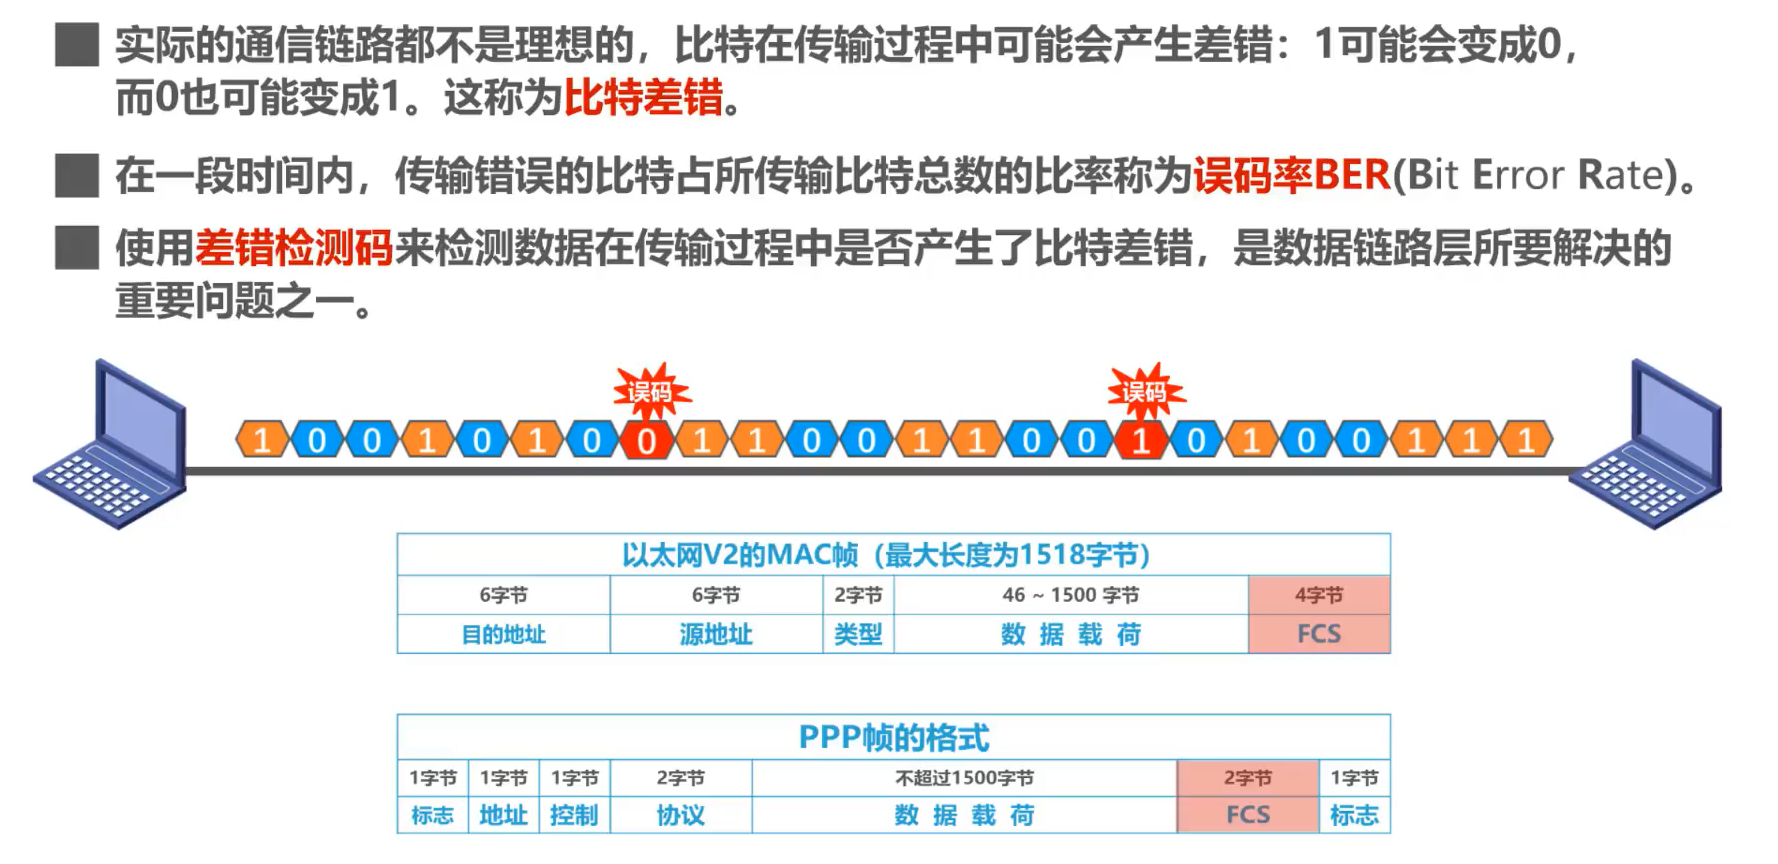 实际的通信链路都不是理想的，比特在传输过程中可能会产生差错：1可能会变成0，
而0也可能变成1。这称为比特差错。
在一段时间内，传输错误的比特占所传输比特总数的比率称为误码率BER(Bit Error Rate)。
使用差错检测码来检测数据在传输过程中是否产生了比特差错，是数据链路层所要解决的
重要问题之一。
误码 误码
1 0 0 1 0 1 0 0 1 1 0 0 1 1 0 0 1 0 1 0 0 1 1 1
以太网V2的MAC帧（最大长度为1518字节）
6字节 6字节 2字节 46 ~ 1500 字节 4字节
目的地址 源地址 类型 数 据 载 荷 FCS
PPP帧的格式
1字节 1字节 1字节 2字节 不超过1500字节 2字节 1字节
标志 地址 控制 协议 数 据 载 荷 FCS 标志